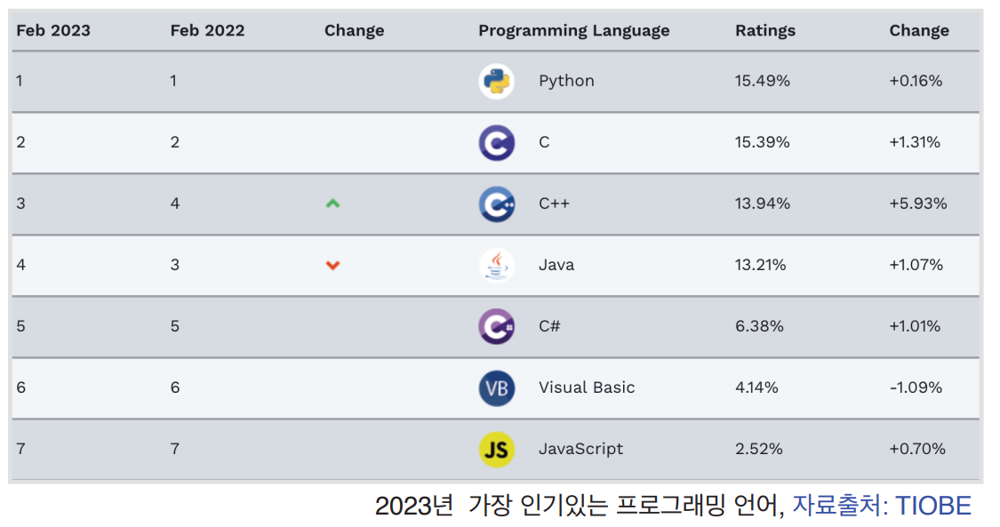 Feb 2023 Feb 2022 Change Programming Language Ratings Change
1 1 Python 15.49% +0.16%
2 2 C C 15.39% +1.31%
3 4 C++ C++ 13.94% +5.93%
4 3 Java 13.21% +1.07%
5 5 C# C# 6.38% +1.01%
6 6 VB Visual Basic 4.14% -1.09%
7 7 JS JavaScript 2.52% +0.70%
2023년 가장 인기있는 프로그래밍 언어, 자료출처: TIOBE